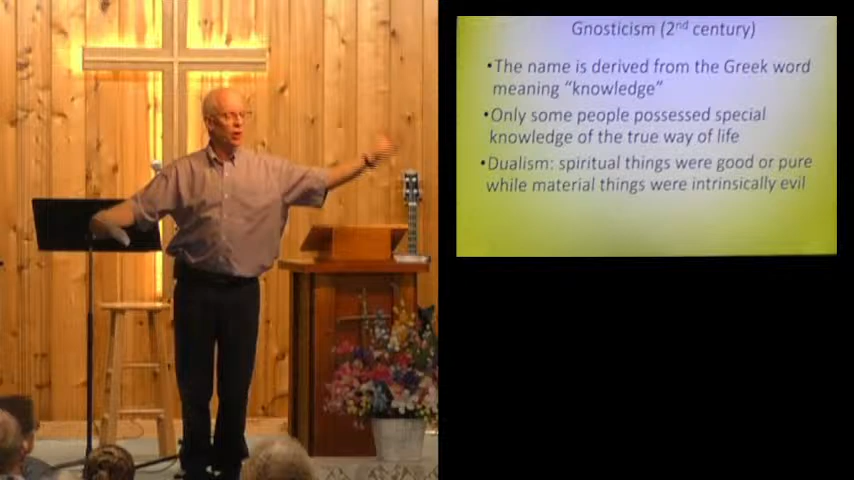 Gnosticism (2nd century)
•The name is derived from the Greek word
meaning “knowledge”
•Only some people possessed special
knowledge of the true way of life
•Dualism: spiritual things were good or pure
while material things were intrinsically evil